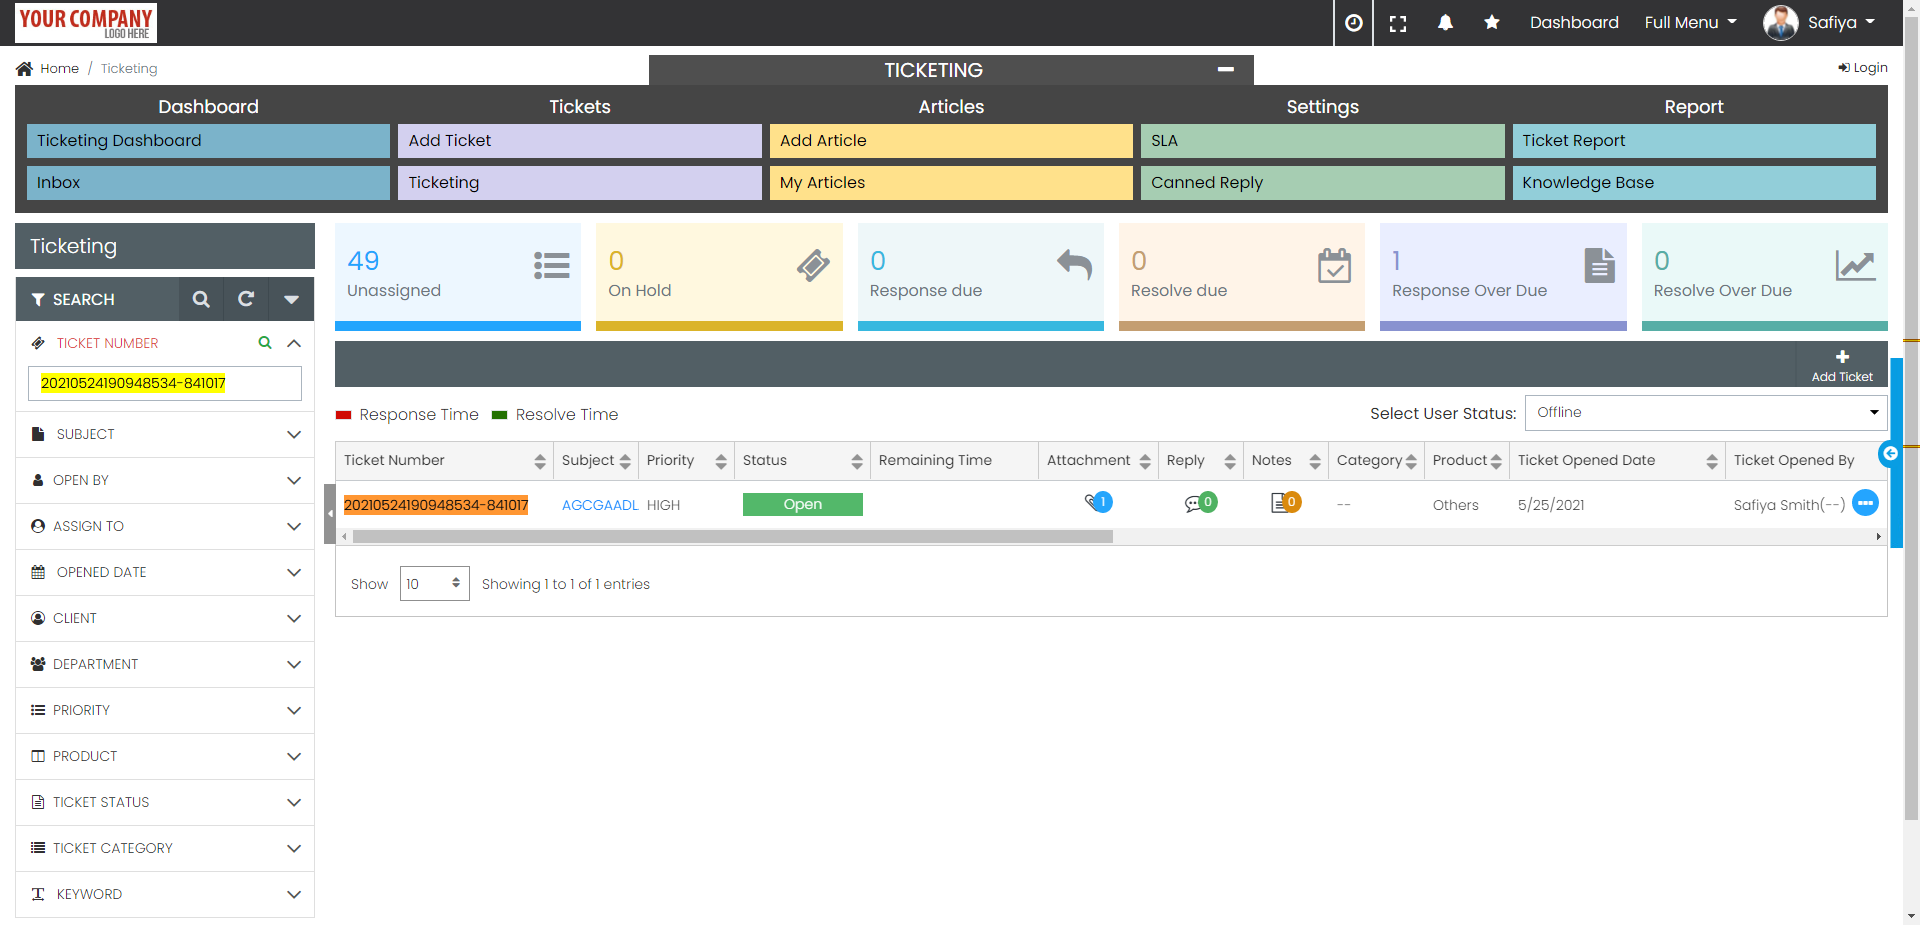 YOUR COMPANY
LOGO HERE
Dashboard
Full Menu
Safiya
Home / Ticketing
TICKETING
Login
Dashboard
Tickets
Articles
Settings
Report
Ticketing Dashboard
Add Ticket
Add Article
SLA
Ticket Report
Inbox
Ticketing
My Articles
Canned Reply
Knowledge Base
Ticketing
49
Unassigned
0
On Hold
0
Response due
0
Resolve due
1
Response Over Due
0
Resolve Over Due
SEARCH
TICKET NUMBER
20210524190948534-841017
SUBJECT
OPEN BY
ASSIGN TO
OPENED DATE
CLIENT
DEPARTMENT
PRIORITY
PRODUCT
TICKET STATUS
TICKET CATEGORY
KEYWORD
Add Ticket
Response Time
Resolve Time
Select User Status:
Offline
Ticket Number Subject Priority Status Remaining Time Attachment Reply Notes Category Product Ticket Opened Date Ticket Opened By
20210524190948534-841017 AGCGAADL HIGH Open 1 0 0 -- Others 5/25/2021 Safiya Smith(--)
Show 10 Showing 1 to 1 of 1 entries